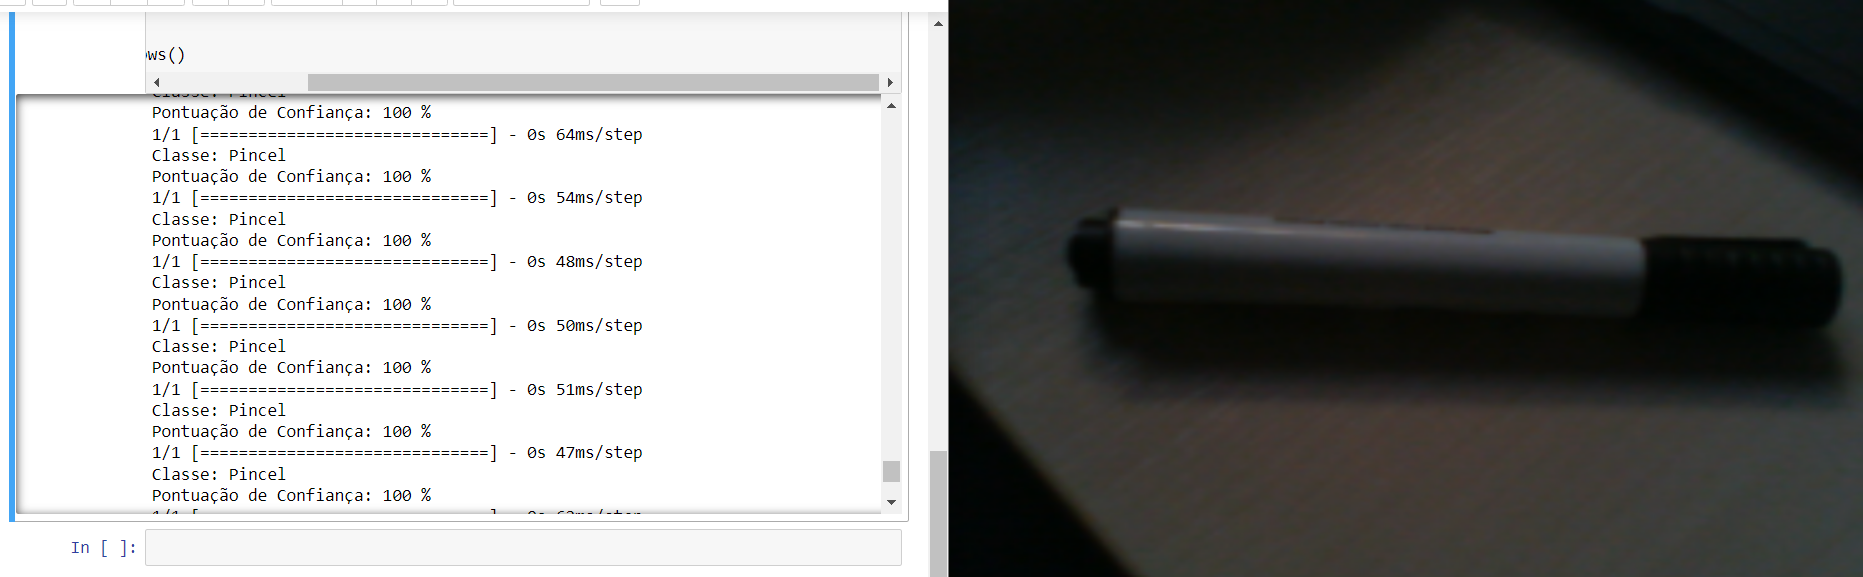 ws()
Classe: Pincel
Pontuação de Confiança: 100 %
1/1 [==============================] - 0s 64ms/step
Classe: Pincel
Pontuação de Confiança: 100 %
1/1 [==============================] - 0s 54ms/step
Classe: Pincel
Pontuação de Confiança: 100 %
1/1 [==============================] - 0s 48ms/step
Classe: Pincel
Pontuação de Confiança: 100 %
1/1 [==============================] - 0s 50ms/step
Classe: Pincel
Pontuação de Confiança: 100 %
1/1 [==============================] - 0s 51ms/step
Classe: Pincel
Pontuação de Confiança: 100 %
1/1 [==============================] - 0s 47ms/step
Classe: Pincel
Pontuação de Confiança: 100 %
In [ ]: